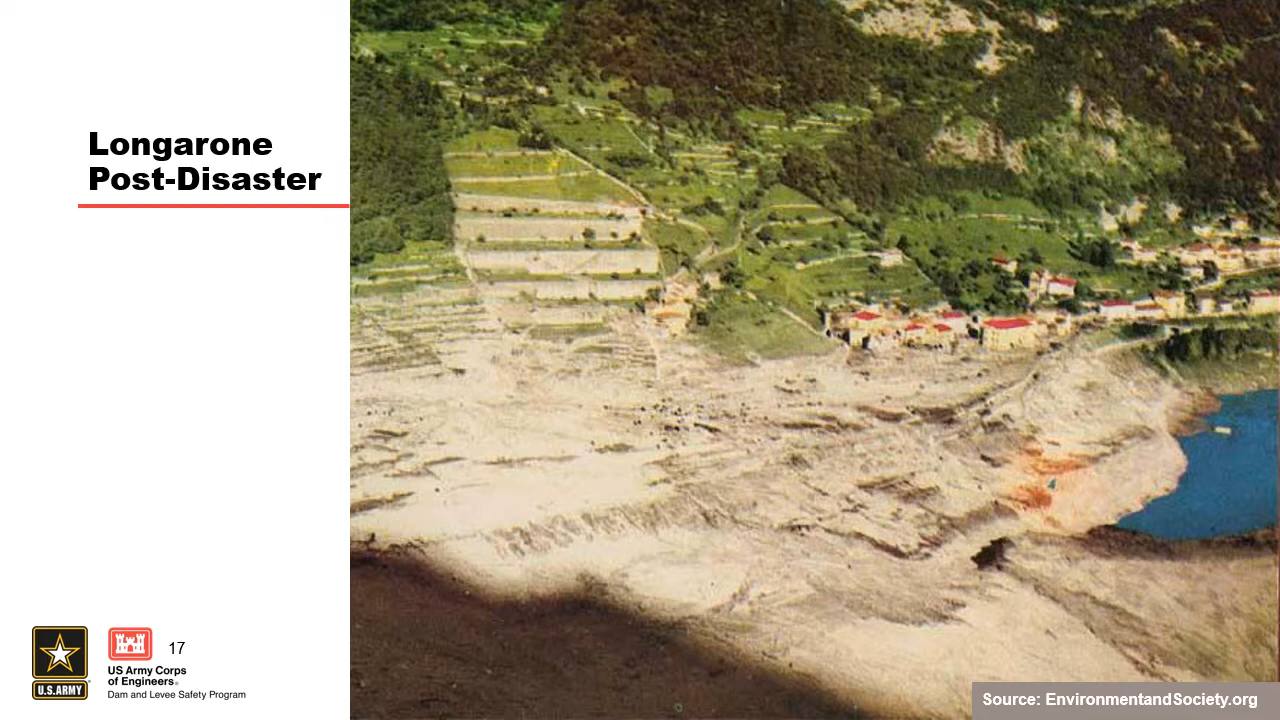 Longarone
Post-Disaster
17
U.S.ARMY
US Army Corps
of Engineers®
Dam and Levee Safety Program
Source: EnvironmentandSociety.org